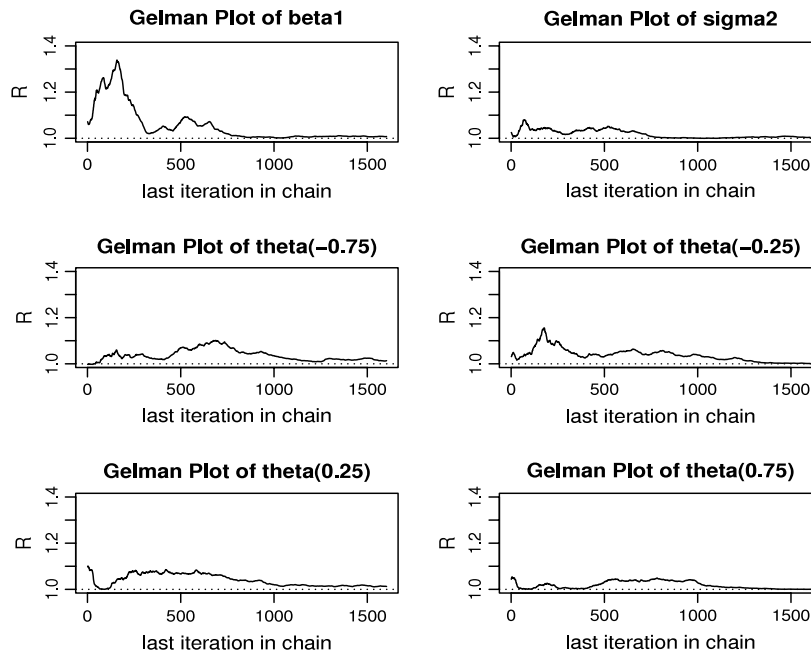 Gelman Plot of beta1
R
1.0 1.2 1.4
0 500 1000 1500
last iteration in chain
Gelman Plot of sigma2
R
1.0 1.2 1.4
0 500 1000 1500
last iteration in chain
Gelman Plot of theta(−0.75)
R
1.0 1.2 1.4
0 500 1000 1500
last iteration in chain
Gelman Plot of theta(−0.25)
R
1.0 1.2 1.4
0 500 1000 1500
last iteration in chain
Gelman Plot of theta(0.25)
R
1.0 1.2 1.4
0 500 1000 1500
last iteration in chain
Gelman Plot of theta(0.75)
R
1.0 1.2 1.4
0 500 1000 1500
last iteration in chain